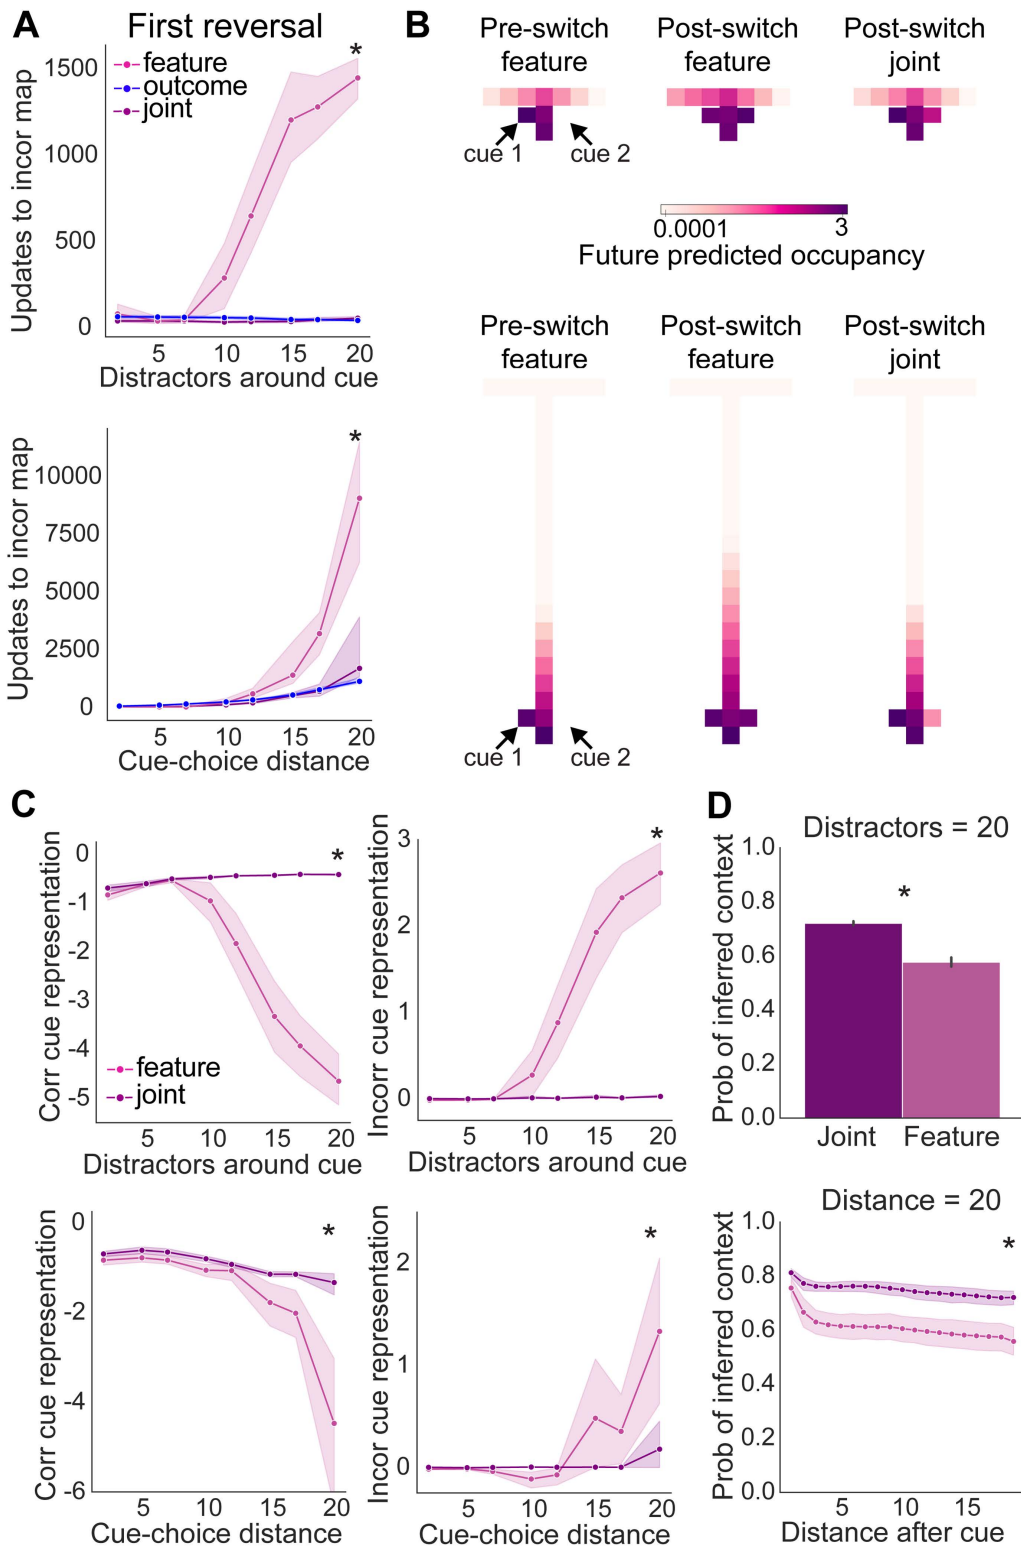 A
First reversal
*
feature
outcome
joint
Updates to incor map
1500
1000
500
0
5 10 15 20
Distractors around cue
*
Updates to incor map
10000
7500
5000
2500
0
5 10 15 20
Cue-choice distance
B
Pre-switch feature
Post-switch feature
Post-switch joint
cue 1
cue 2
0.0001 3
Future predicted occupancy
Pre-switch feature
Post-switch feature
Post-switch joint
cue 1
cue 2
C
Corr cue representation
0
-1
-2
-3
-4
-5
*
feature
joint
5 10 15 20
Distractors around cue
Incorr cue representation
3
2
1
0
*
5 10 15 20
Distractors around cue
Corr cue representation
0
-2
-4
-6
*
5 10 15 20
Cue-choice distance
Incor cue representation
2
1
0
*
5 10 15 20
Cue-choice distance
D
Distractors = 20
Prob of inferred context
1.0
0.8
0.6
0.4
0.2
0.0
*
Joint Feature
Distance = 20
Prob of inferred context
1.0
0.8
0.6
0.4
0.2
0.0
*
5 10 15
Distance after cue